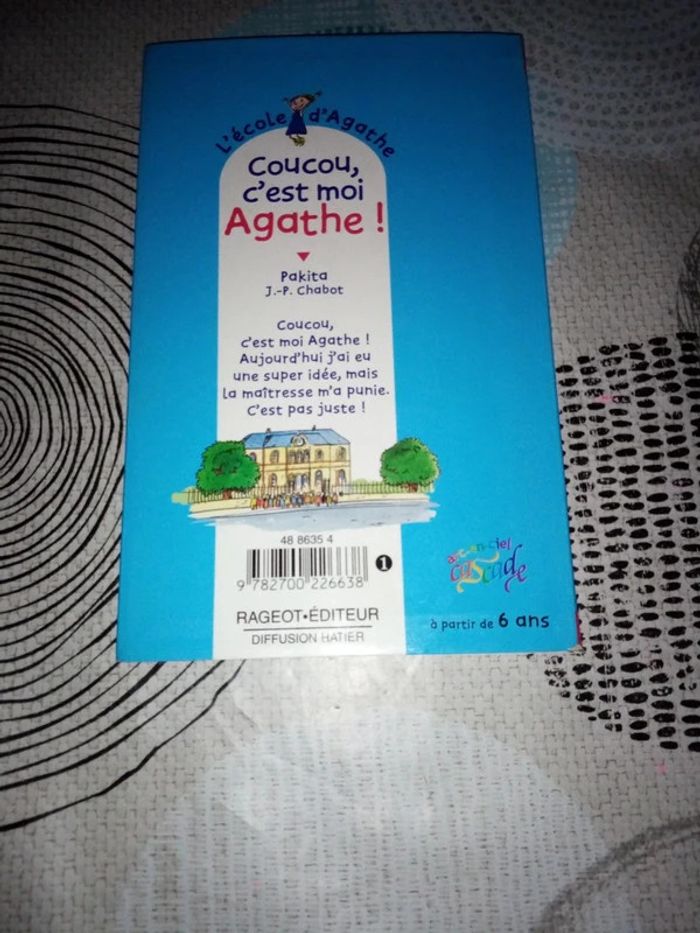 L'école d'Agathe
Coucou,
c'est moi
Agathe !
Pakita
J.-P. Chabot
Coucou,
c'est moi Agathe !
Aujourd'hui j'ai eu
une super idée, mais
la maîtresse m'a punie.
C'est pas juste !
48 8635 4
9 782700 226638
1
RAGEOT•ÉDITEUR
DIFFUSION HATIER
arc-en-ciel
cascade
à partir de 6 ans